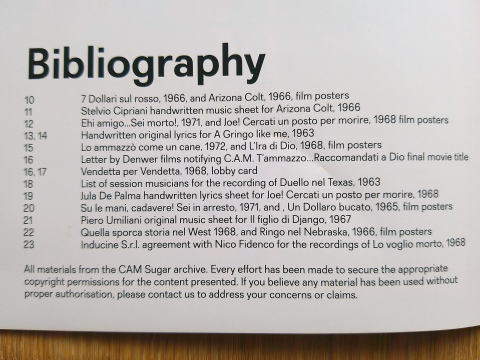 Bibliography
10 7 Dollari sul rosso, 1966, and Arizona Colt, 1966, film posters
11 Stelvio Cipriani handwritten music sheet for Arizona Colt, 1966
12 Ehi amigo...Sei morto!, 1971, and Joe! Cercati un posto per morire, 1968 film posters
13, 14 Handwritten original lyrics for A Gringo like me, 1963
15 Lo ammazzò come un cane, 1972, and L'Ira di Dio, 1968, film posters
16 Letter by Denwer films notifying C.A.M. T'ammazzo...Raccomandati a Dio final movie title
16, 17 Vendetta per Vendetta, 1968, lobby card
18 List of session musicians for the recording of Duello nel Texas, 1963
19 Jula De Palma handwritten lyrics sheet for Joe! Cercati un posto per morire, 1968
20 Su le mani, cadavere! Sei in arresto, 1971, and . Un Dollaro bucato, 1965, film posters
21 Piero Umiliani original music sheet for Il figlio di Django, 1967
22 Quella sporca storia nel West 1968, and Ringo nel Nebraska, 1966, film posters
23 Inducine S.r.l. agreement with Nico Fidenco for the recordings of Lo voglio morto, 1968
All materials from the CAM Sugar archive. Every effort has been made to secure the appropriate
copyright permissions for the content presented. If you believe any material has been used without
proper authorisation, please contact us to address your concerns or claims.